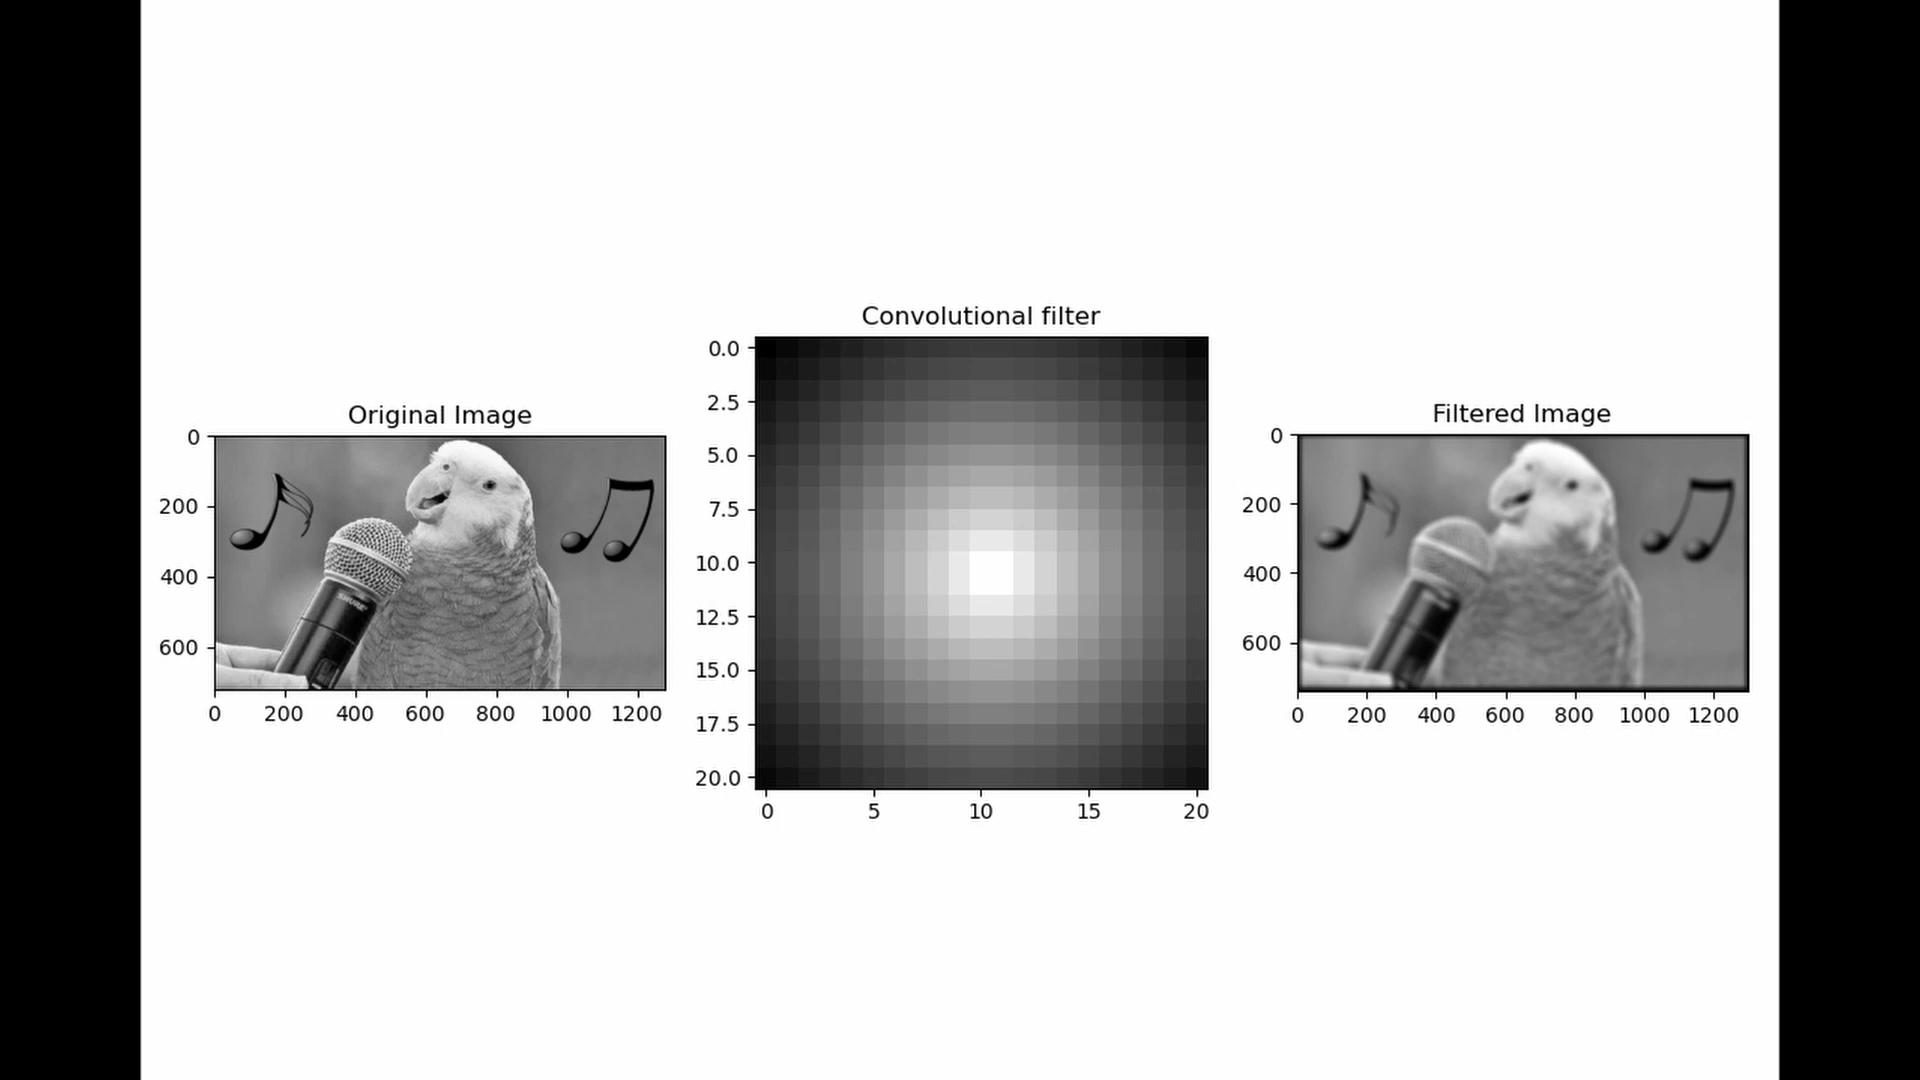 Original Image
0
200
400
600
0 200 400 600 800 1000 1200
SHURE
Convolutional filter
0.0
2.5
5.0
7.5
10.0
12.5
15.0
17.5
20.0
0 5 10 15 20
Filtered Image
0
200
400
600
0 200 400 600 800 1000 1200